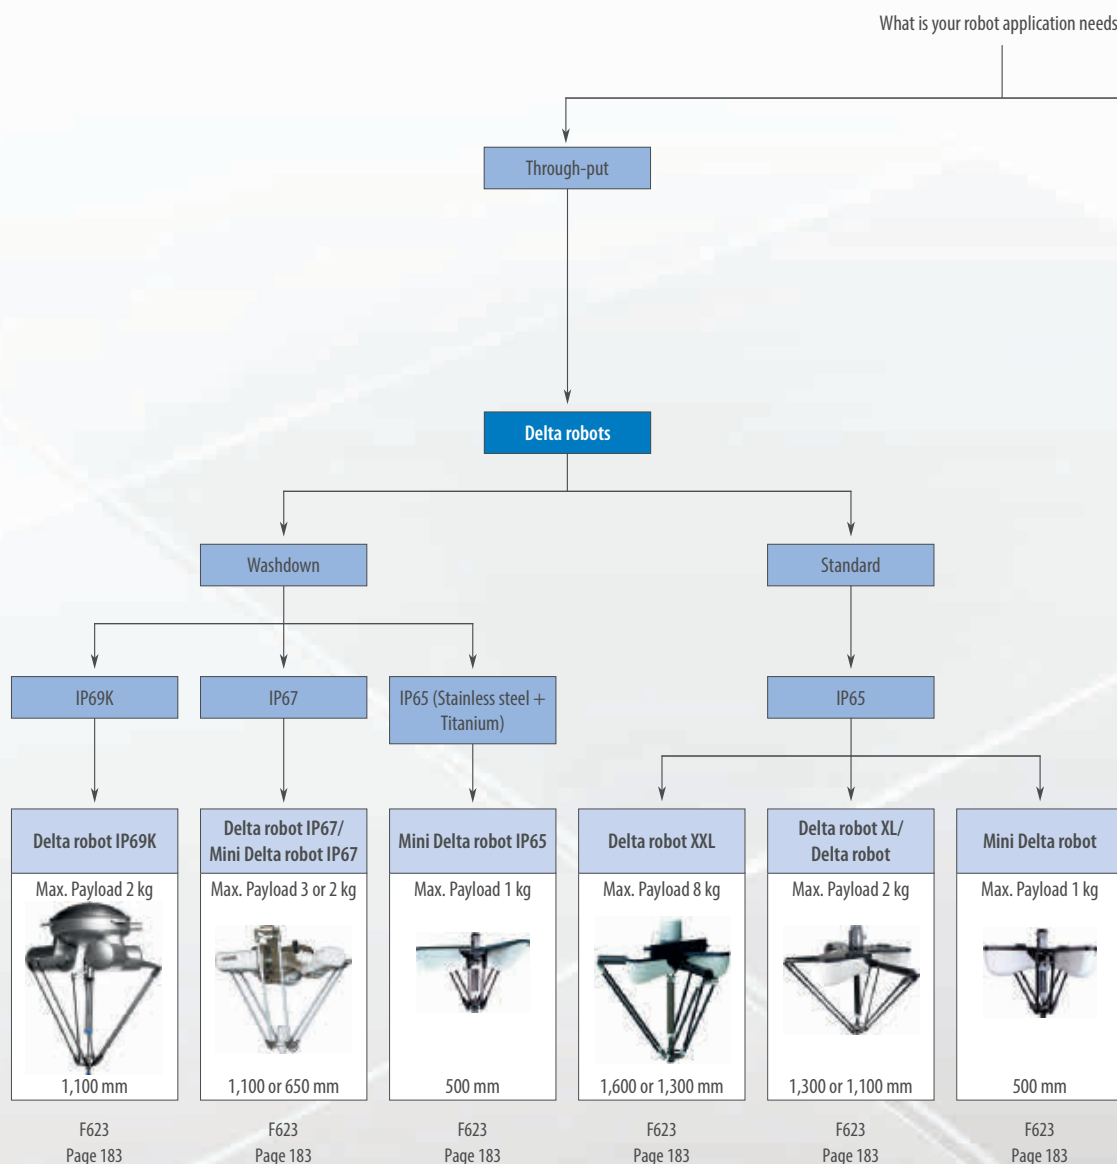 What is your robot application needs
Through-put
Delta robots
Washdown
Standard
IP69K
IP67
IP65 (Stainless steel +
Titanium)
IP65
Delta robot IP69K
Max. Payload 2 kg
1,100 mm
F623
Page 183
Delta robot IP67/
Mini Delta robot IP67
Max. Payload 3 or 2 kg
1,100 or 650 mm
F623
Page 183
Mini Delta robot IP65
Max. Payload 1 kg
500 mm
F623
Page 183
Delta robot XXL
Max. Payload 8 kg
1,600 or 1,300 mm
F623
Page 183
Delta robot XL/
Delta robot
Max. Payload 2 kg
1,300 or 1,100 mm
F623
Page 183
Mini Delta robot
Max. Payload 1 kg
500 mm
F623
Page 183